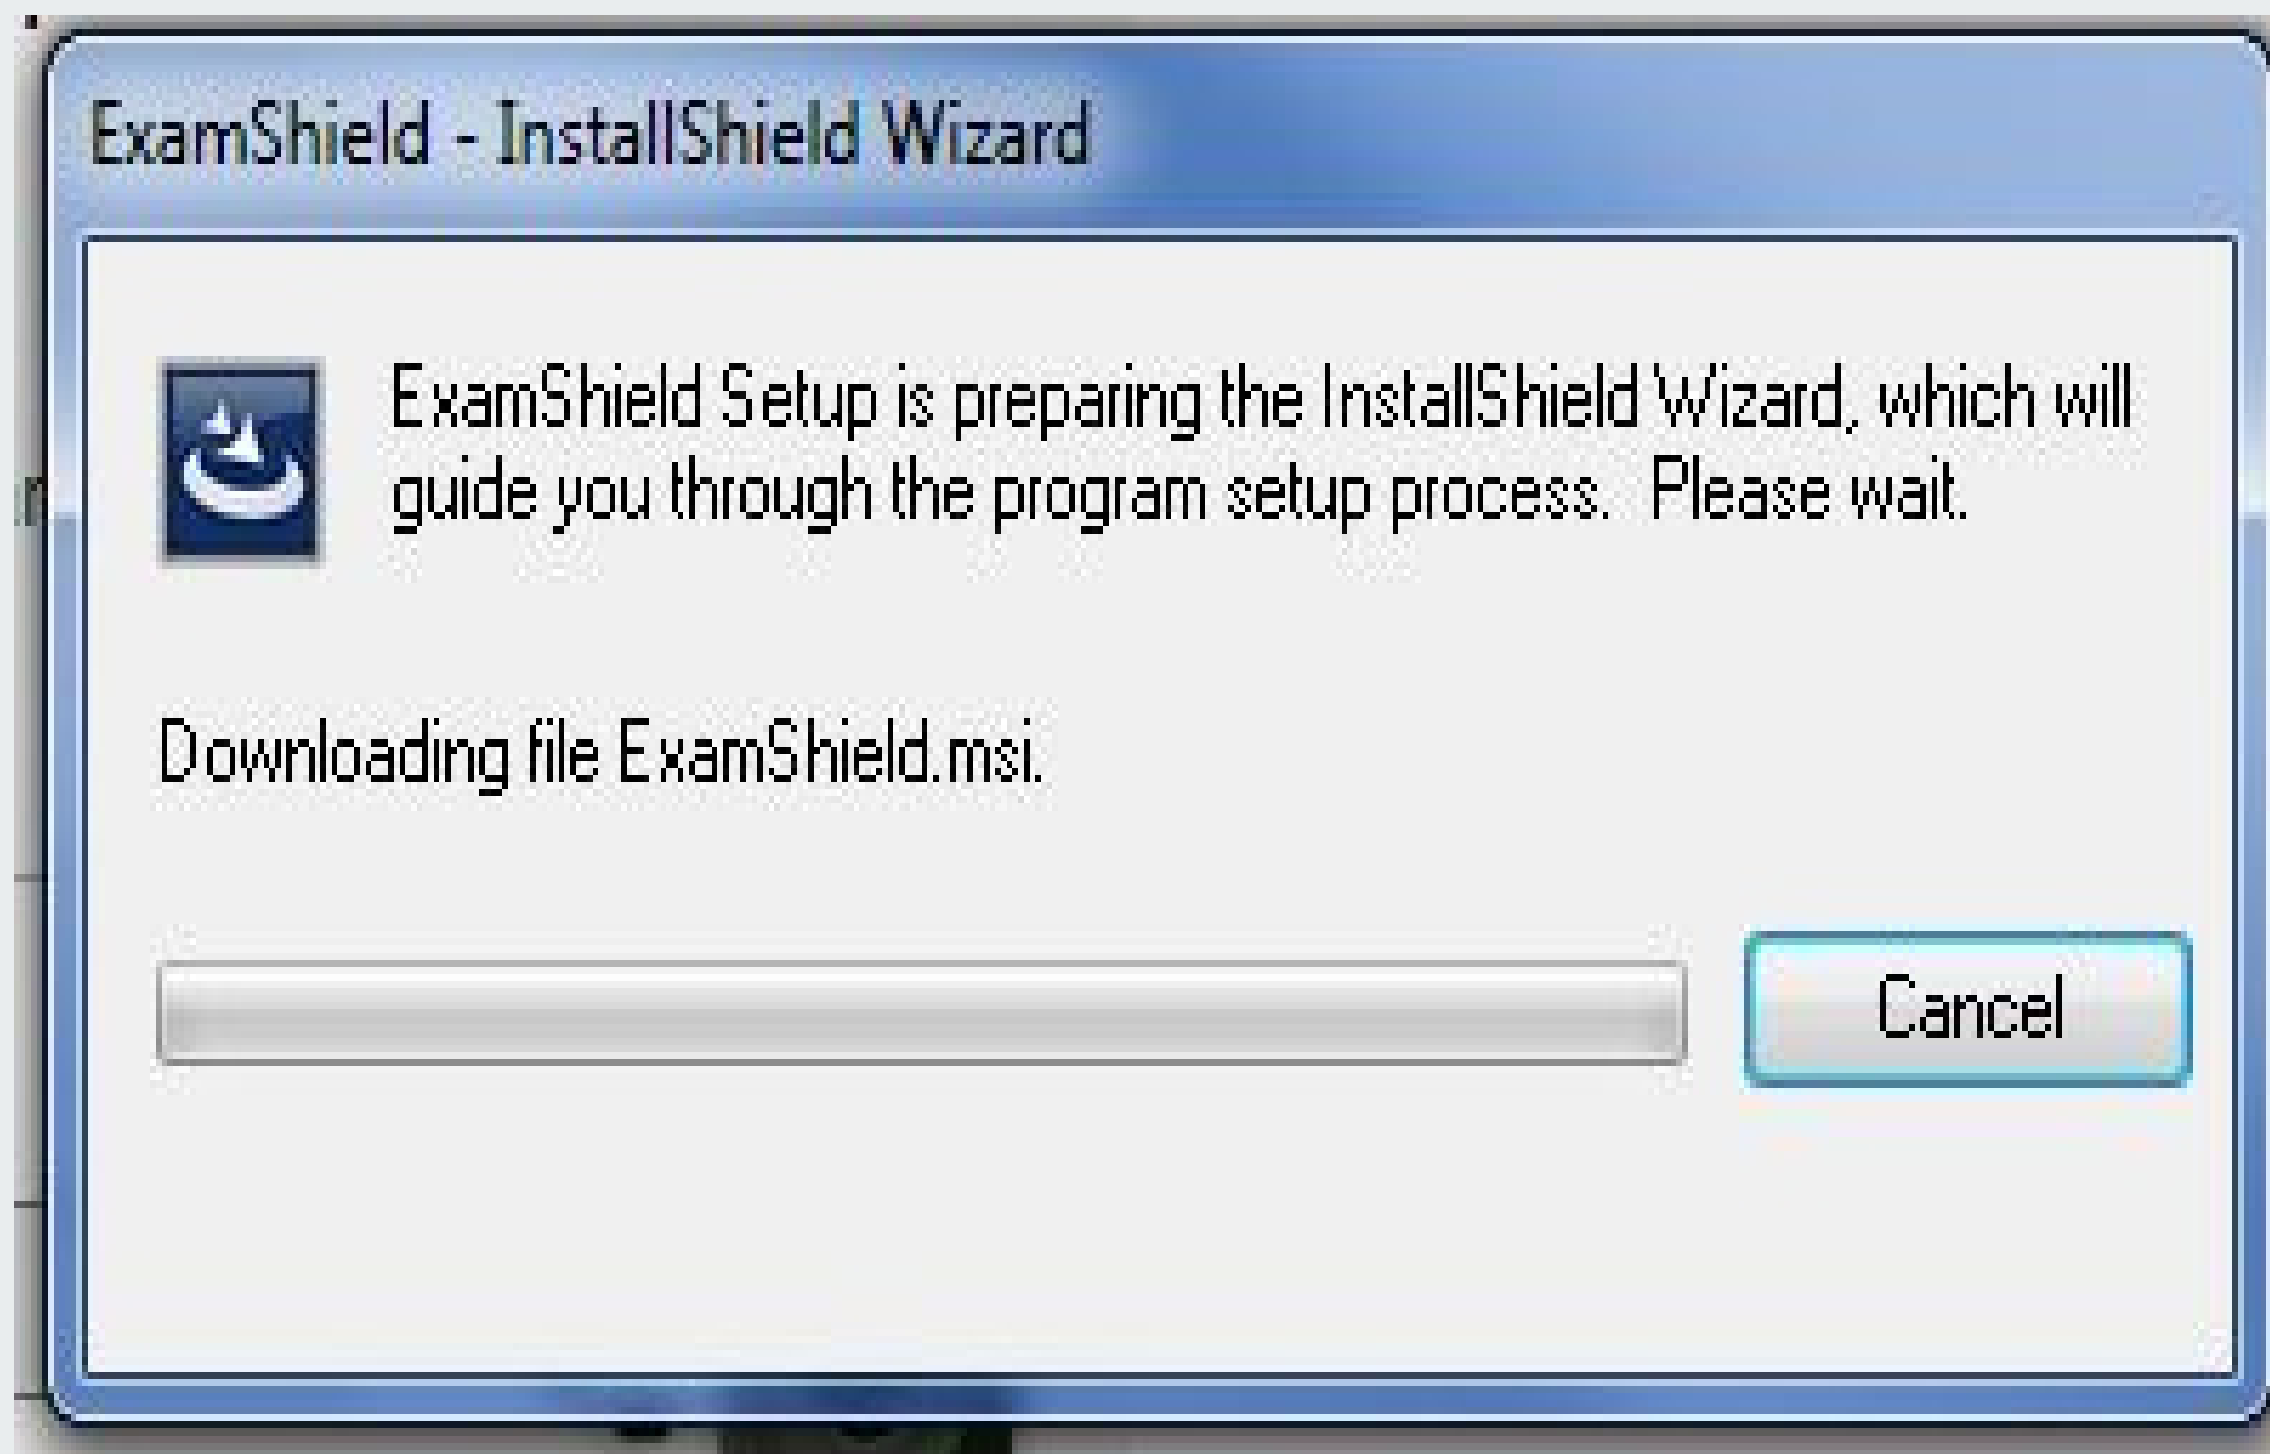 ExamShield - InstallShield Wizard
ExamShield Setup is preparing the InstallShield Wizard, which will
guide you through the program setup process.  Please wait.
Downloading file ExamShield.msi.
Cancel